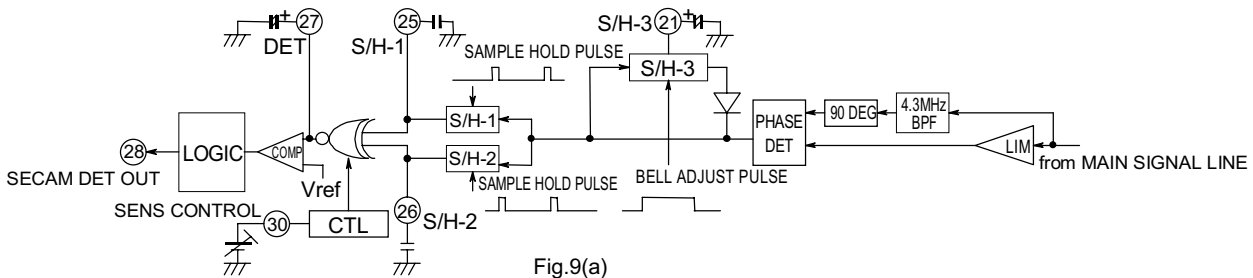 27
DET
25
S/H-1
S/H-3 21
SAMPLE HOLD PULSE
S/H-3
4.3MHz
BPF
90 DEG
PHASE
DET
S/H-1
S/H-2
LOGIC
COMP
Vref
28
SECAM DET OUT
LIM
from MAIN SIGNAL LINE
SAMPLE HOLD PULSE
BELL ADJUST PULSE
SENS CONTROL
30
CTL
26
S/H-2
Fig.9(a)